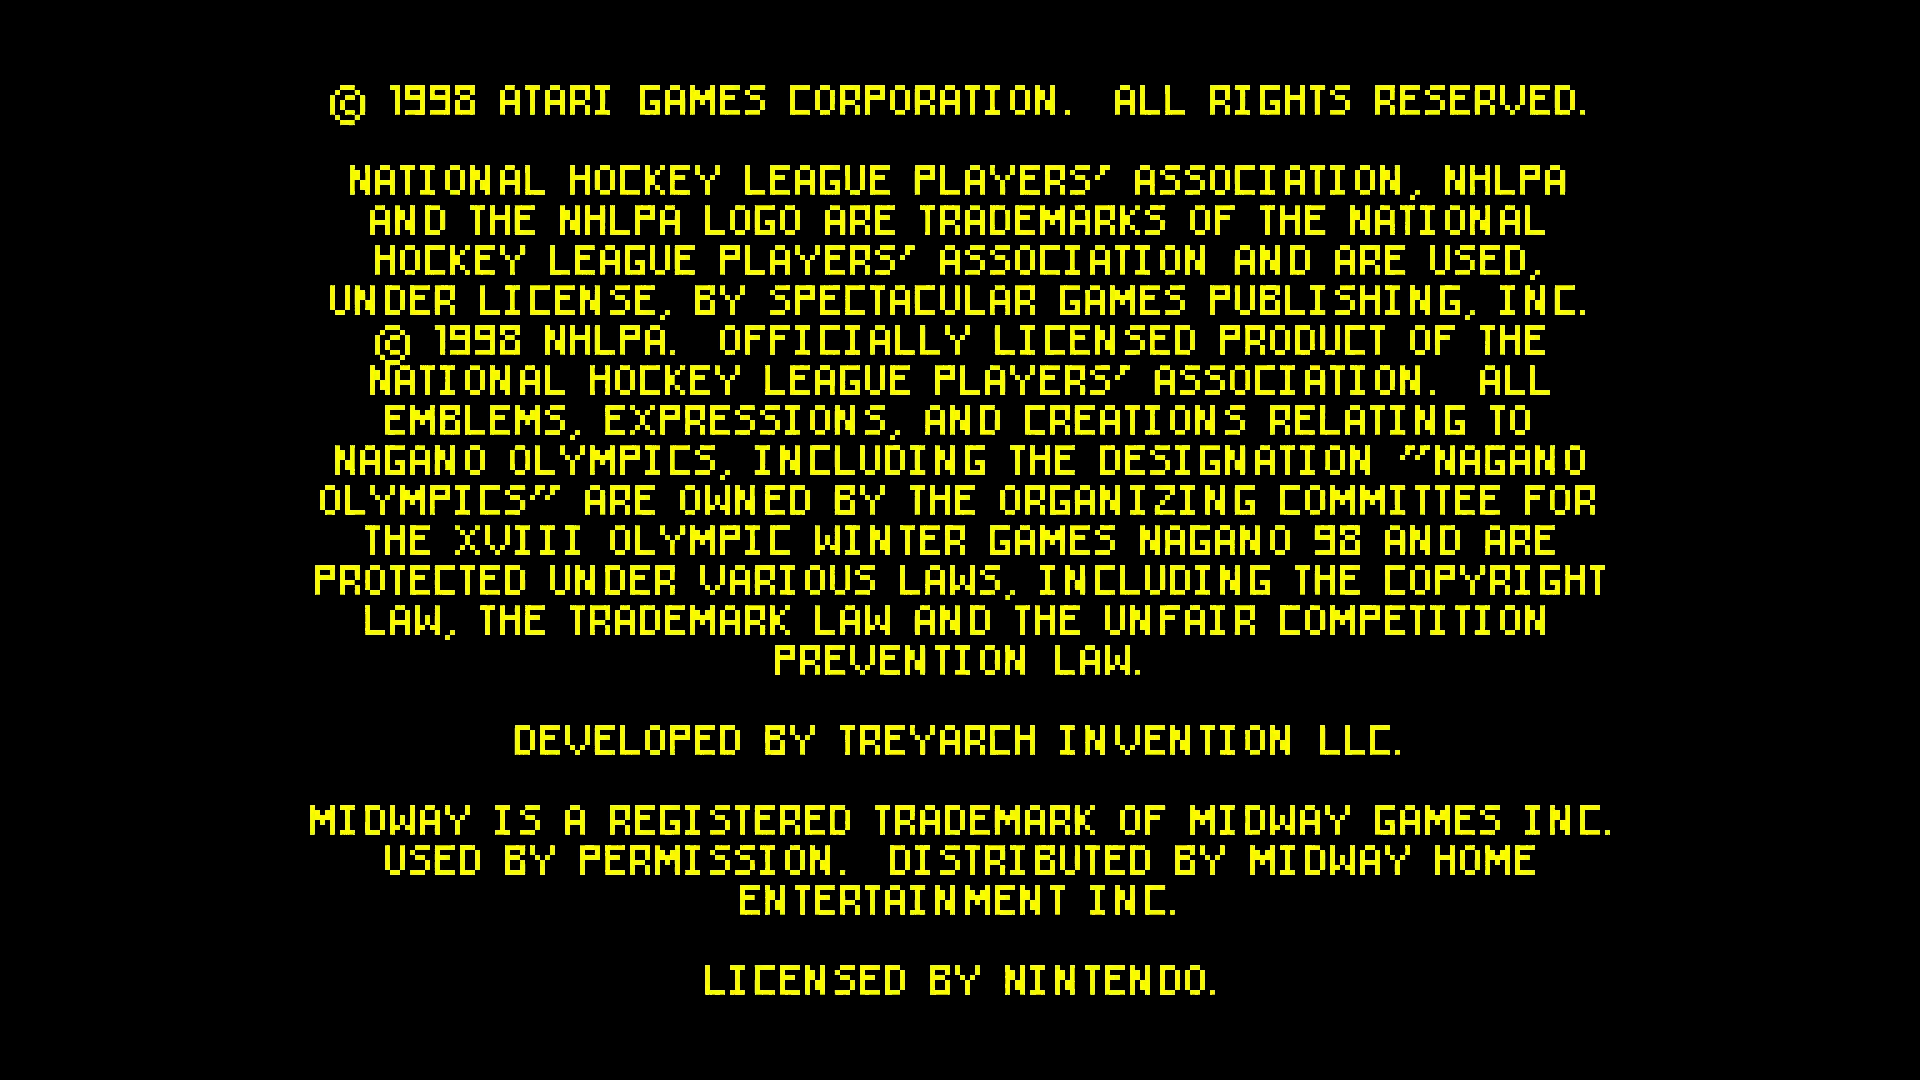 © 1998 ATARI GAMES CORPORATION.  ALL RIGHTS RESERVED.
NATIONAL HOCKEY LEAGUE PLAYERS' ASSOCIATION, NHLPA
AND THE NHLPA LOGO ARE TRADEMARKS OF THE NATIONAL
HOCKEY LEAGUE PLAYERS' ASSOCIATION AND ARE USED,
UNDER LICENSE, BY SPECTACULAR GAMES PUBLISHING, INC.
© 1998 NHLPA.  OFFICIALLY LICENSED PRODUCT OF THE
NATIONAL HOCKEY LEAGUE PLAYERS' ASSOCIATION.  ALL
EMBLEMS, EXPRESSIONS, AND CREATIONS RELATING TO
NAGANO OLYMPICS, INCLUDING THE DESIGNATION "NAGANO
OLYMPICS" ARE OWNED BY THE ORGANIZING COMMITTEE FOR
THE XVIII OLYMPIC WINTER GAMES NAGANO 98 AND ARE
PROTECTED UNDER VARIOUS LAWS, INCLUDING THE COPYRIGHT
LAW, THE TRADEMARK LAW AND THE UNFAIR COMPETITION
PREVENTION LAW.
DEVELOPED BY TREYARCH INVENTION LLC.
MIDWAY IS A REGISTERED TRADEMARK OF MIDWAY GAMES INC.
USED BY PERMISSION.  DISTRIBUTED BY MIDWAY HOME
ENTERTAINMENT INC.
LICENSED BY NINTENDO.